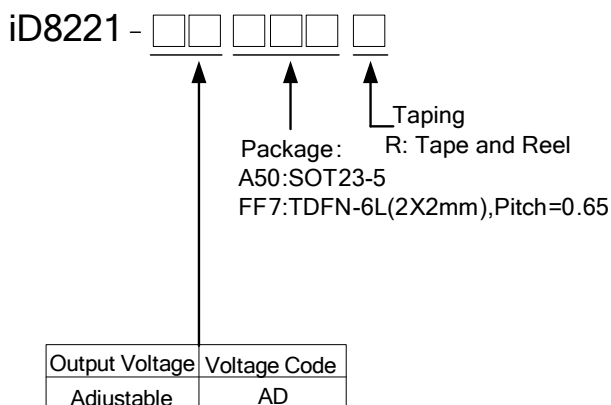 iD8221 -
Taping
R: Tape and Reel
Package:
A50:SOT23-5
FF7:TDFN-6L(2X2mm),Pitch=0.65
Output Voltage Voltage Code
Adjustable AD